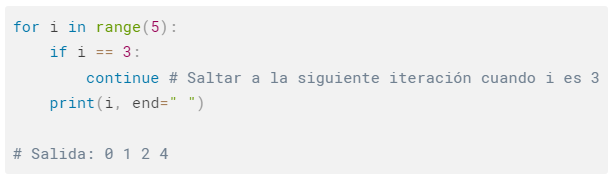 for i in range(5):
    if i == 3:
        continue # Saltar a la siguiente iteración cuando i es 3
    print(i, end=" ")

# Salida: 0 1 2 4